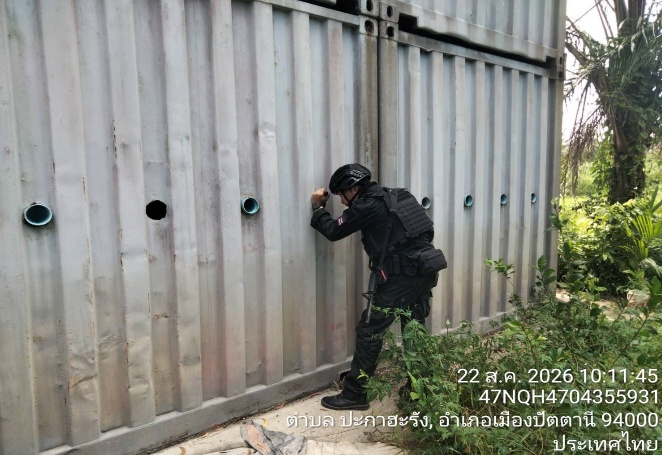 22 ส.ค. 2026 10:11:45
47NQH4704355931
ตำบล ปะกาฮะรัง, อำเภอเมืองปัตตานี 94000
ประเทศไทย